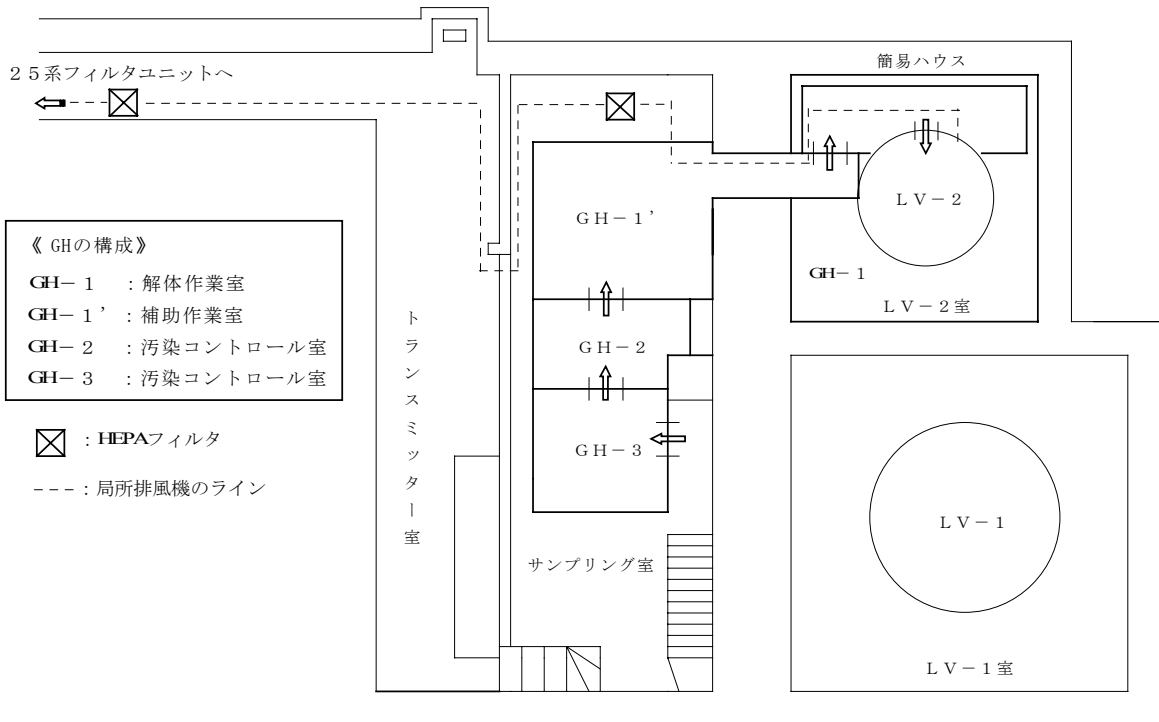 ２５系フィルタユニットへ
簡易ハウス
ＬＶ－２
ＧＨ－１’
GH－１
ＬＶ－２室
《 GHの構成》
GH－１　：解体作業室
GH－１’：補助作業室
GH－２　：汚染コントロール室
GH－３　：汚染コントロール室
ＧＨ－２
ＧＨ－３
：HEPAフィルタ
---：局所排風機のライン
トランスミッター室
サンプリング室
ＬＶ－１
ＬＶ－１室